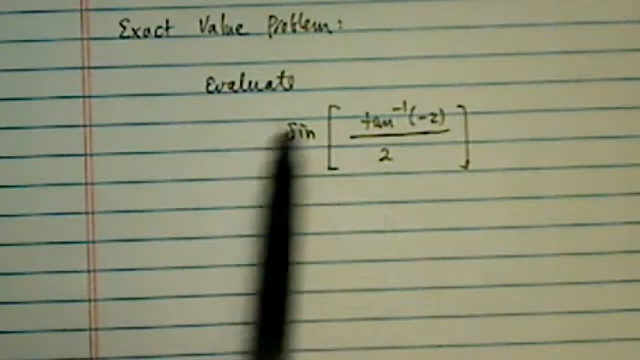 Exact Value Problem:
Evaluate
sin [ tan⁻¹(-2) / 2 ]